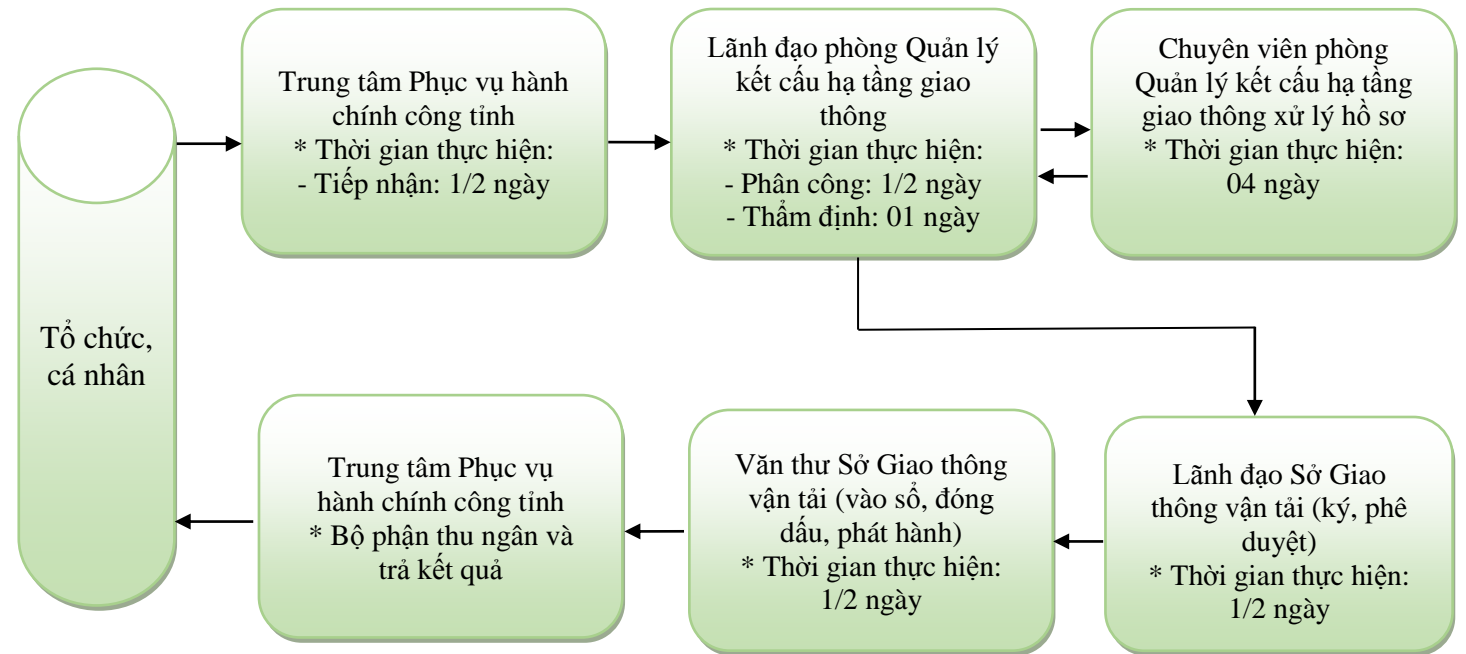 Tổ chức,
cá nhân
Trung tâm Phục vụ hành
chính công tỉnh
* Thời gian thực hiện:
- Tiếp nhận: 1/2 ngày
Lãnh đạo phòng Quản lý
kết cấu hạ tầng giao
thông
* Thời gian thực hiện:
- Phân công: 1/2 ngày
- Thẩm định: 01 ngày
Chuyên viên phòng
Quản lý kết cấu hạ tầng
giao thông xử lý hồ sơ
* Thời gian thực hiện:
04 ngày
Lãnh đạo Sở Giao
thông vận tải (ký, phê
duyệt)
* Thời gian thực hiện:
1/2 ngày
Văn thư Sở Giao thông
vận tải (vào sổ, đóng
dấu, phát hành)
* Thời gian thực hiện:
1/2 ngày
Trung tâm Phục vụ
hành chính công tỉnh
* Bộ phận thu ngân và
trả kết quả